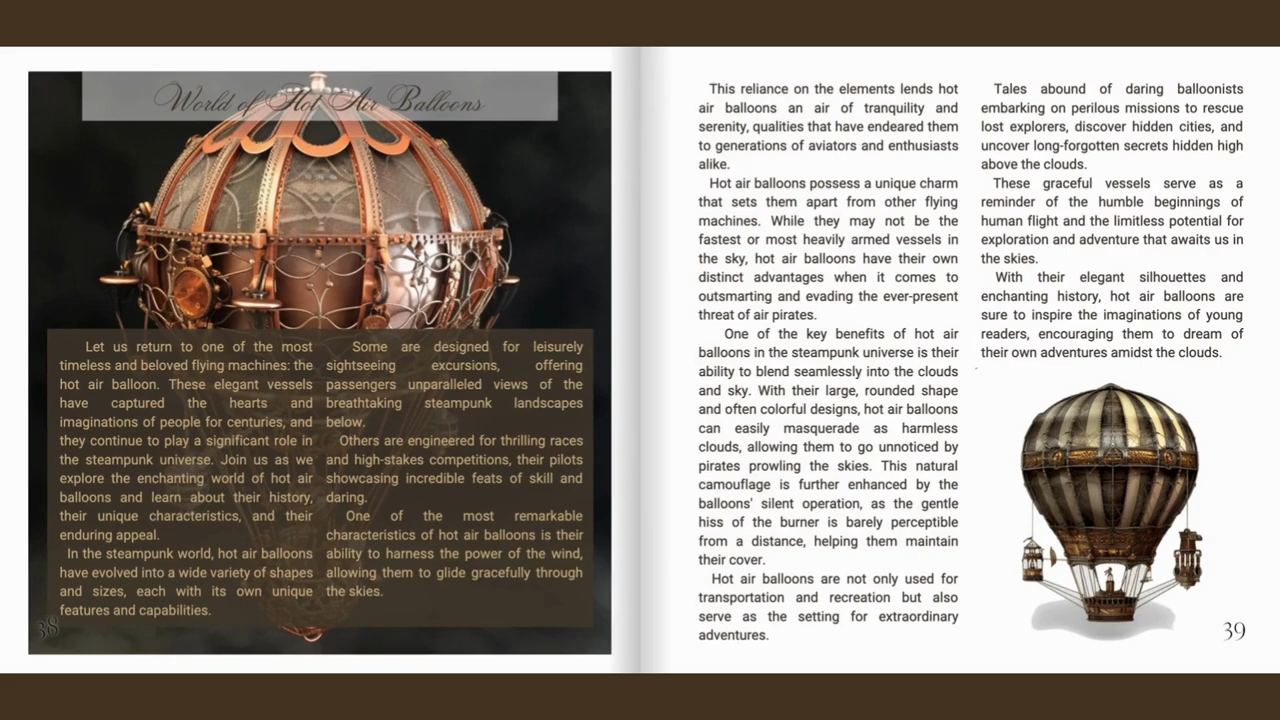 World of Hot Air Balloons
Let us return to one of the most
timeless and beloved flying machines: the
hot air balloon. These elegant vessels
have captured the hearts and
imaginations of people for centuries, and
they continue to play a significant role in
the steampunk universe. Join us as we
explore the enchanting world of hot air
balloons and learn about their history,
their unique characteristics, and their
enduring appeal.
In the steampunk world, hot air balloons
have evolved into a wide variety of shapes
and sizes, each with its own unique
features and capabilities.
Some are designed for leisurely
sightseeing excursions, offering
passengers unparalleled views of the
breathtaking steampunk landscapes
below.
Others are engineered for thrilling races
and high-stakes competitions, their pilots
showcasing incredible feats of skill and
daring.
One of the most remarkable
characteristics of hot air balloons is their
ability to harness the power of the wind,
allowing them to glide gracefully through
the skies.
38
This reliance on the elements lends hot
air balloons an air of tranquility and
serenity, qualities that have endeared them
to generations of aviators and enthusiasts
alike.
Hot air balloons possess a unique charm
that sets them apart from other flying
machines. While they may not be the
fastest or most heavily armed vessels in
the sky, hot air balloons have their own
distinct advantages when it comes to
outsmarting and evading the ever-present
threat of air pirates.
One of the key benefits of hot air
balloons in the steampunk universe is their
ability to blend seamlessly into the clouds
and sky. With their large, rounded shape
and often colorful designs, hot air balloons
can easily masquerade as harmless
clouds, allowing them to go unnoticed by
pirates prowling the skies. This natural
camouflage is further enhanced by the
balloons' silent operation, as the gentle
hiss of the burner is barely perceptible
from a distance, helping them maintain
their cover.
Hot air balloons are not only used for
transportation and recreation but also
serve as the setting for extraordinary
adventures.
Tales abound of daring balloonists
embarking on perilous missions to rescue
lost explorers, discover hidden cities, and
uncover long-forgotten secrets hidden high
above the clouds.
These graceful vessels serve as a
reminder of the humble beginnings of
human flight and the limitless potential for
exploration and adventure that awaits us in
the skies.
With their elegant silhouettes and
enchanting history, hot air balloons are
sure to inspire the imaginations of young
readers, encouraging them to dream of
their own adventures amidst the clouds.
39